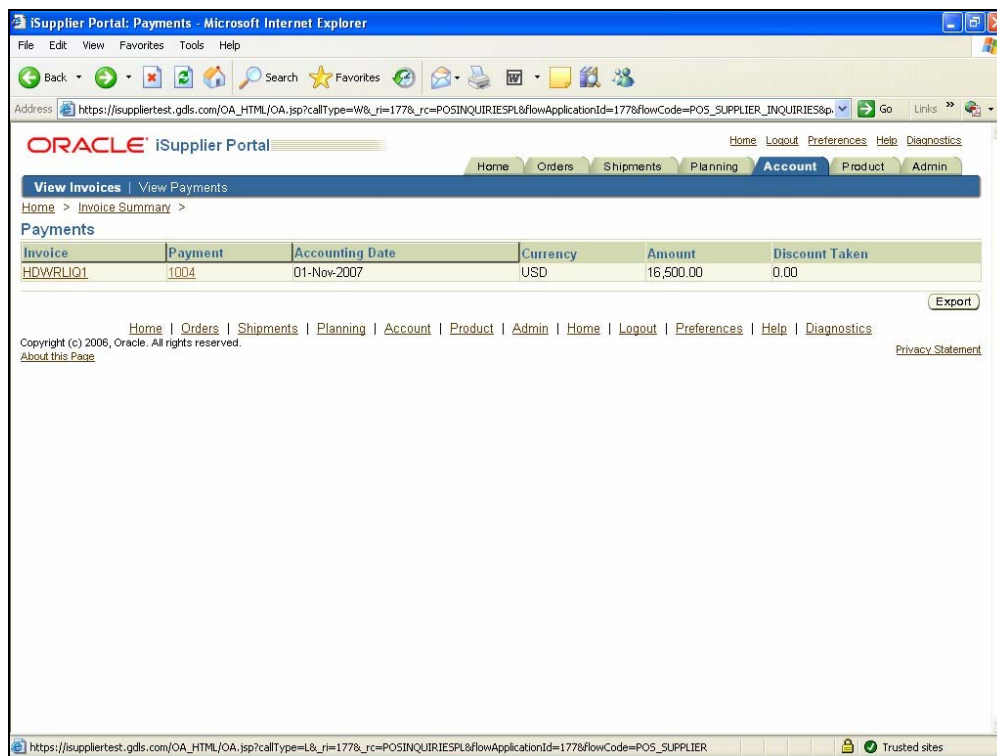 iSupplier Portal: Payments - Microsoft Internet Explorer
File Edit View Favorites Tools Help
Back Search Favorites
Address https://isuppliertest.gdls.com/OA_HTML/OA.jsp?callType=W&_ri=177&_rc=POSINQUIRIESPL&flowApplicationId=177&flowCode=POS_SUPPLIER_INQUIRIES&p. Go Links »
ORACLE iSupplier Portal
Home Logout Preferences Help Diagnostics
Home Orders Shipments Planning Account Product Admin
View Invoices | View Payments
Home > Invoice Summary >
Payments
Invoice Payment Accounting Date Currency Amount Discount Taken
HDWRLIQ1 1004 01-Nov-2007 USD 16,500.00 0.00
Export
Home | Orders | Shipments | Planning | Account | Product | Admin | Home | Logout | Preferences | Help | Diagnostics
Copyright (c) 2006, Oracle. All rights reserved.
About this Page
Privacy Statement
https://isuppliertest.gdls.com/OA_HTML/OA.jsp?callType=L&_ri=177&_rc=POSINQUIRIESPL&flowApplicationId=177&flowCode=POS_SUPPLIER Trusted sites